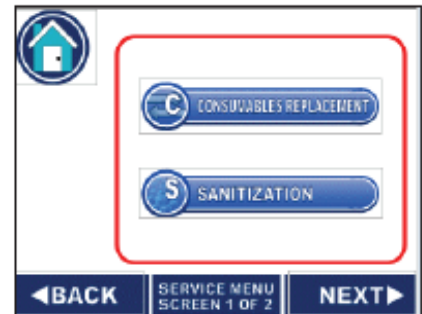 C CONSUMABLES REPLACEMENT
S SANITIZATION
◀BACK
SERVICE MENU
SCREEN 1 OF 2
NEXT▶